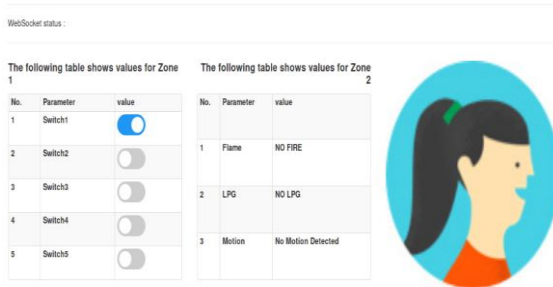 WebSocket status :
The following table shows values for Zone
1
No. Parameter value
1 Switch1
2 Switch2
3 Switch3
4 Switch4
5 Switch5
The following table shows values for Zone
2
No. Parameter value
1 Flame NO FIRE
2 LPG NO LPG
3 Motion No Motion Detected